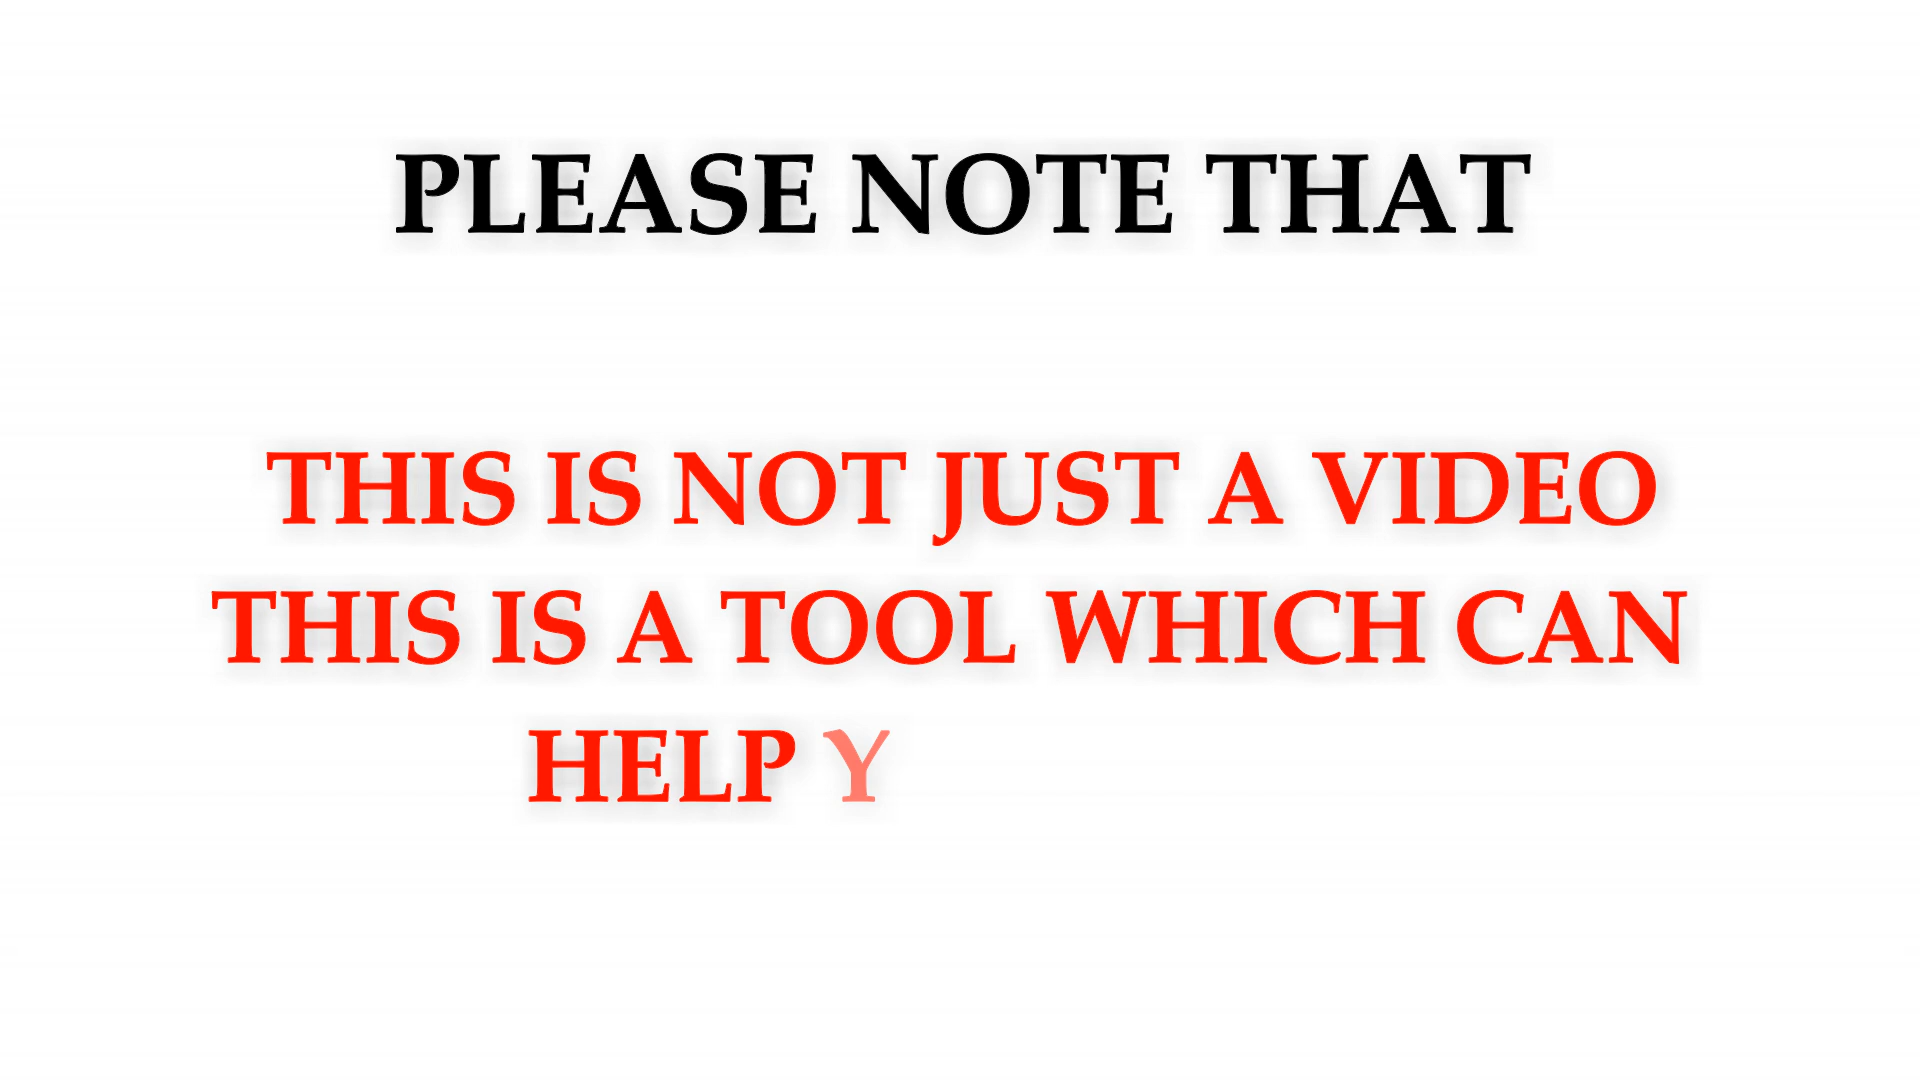 PLEASE NOTE THAT
THIS IS NOT JUST A VIDEO
THIS IS A TOOL WHICH CAN
HELP Y